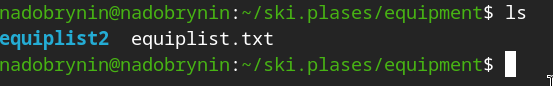 nadobrynin@nadobrynin:~/ski.plases/equipment$ ls
equiplist2  equiplist.txt
nadobrynin@nadobrynin:~/ski.plases/equipment$